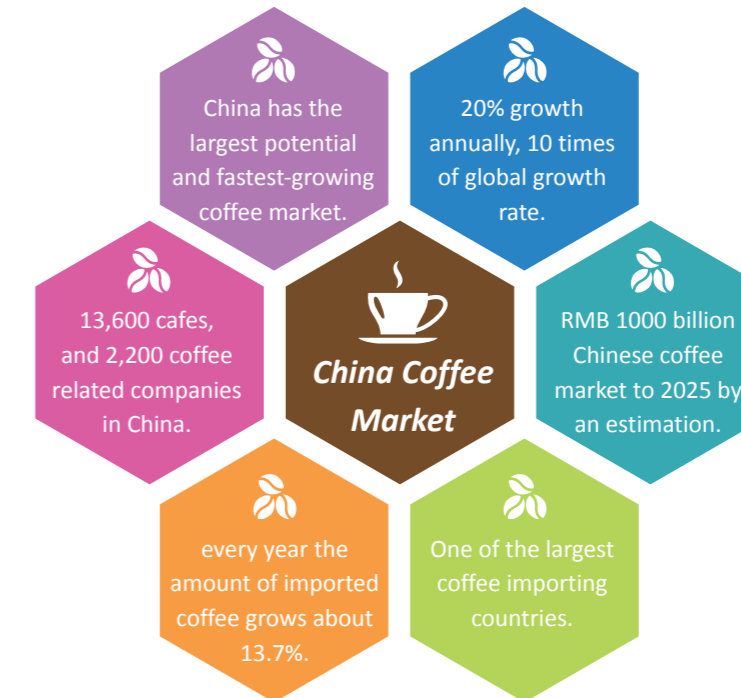 China has the
largest potential
and fastest-growing
coffee market.
20% growth
annually, 10 times
of global growth
rate.
13,600 cafes,
and 2,200 coffee
related companies
in China.
China Coffee
Market
RMB 1000 billion
Chinese coffee
market to 2025 by
an estimation.
every year the
amount of imported
coffee grows about
13.7%.
One of the largest
coffee importing
countries.